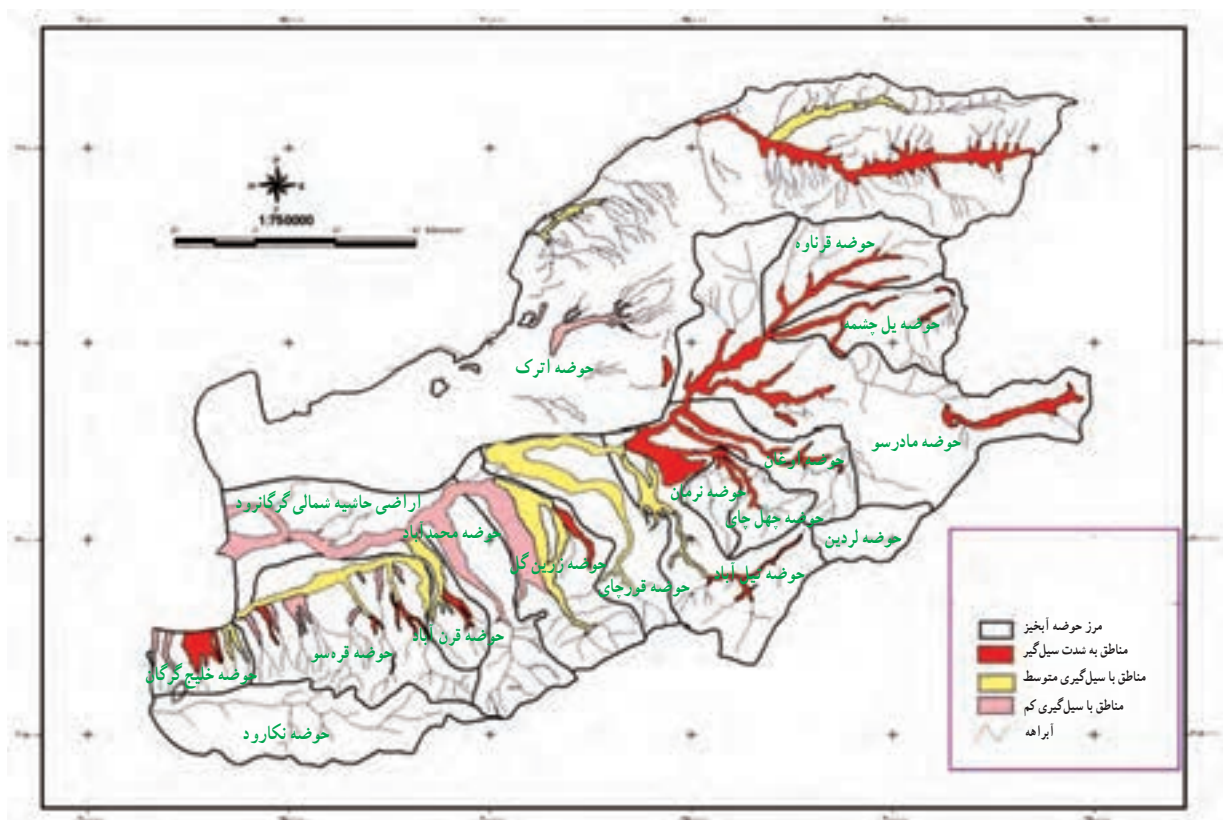 1:750000
حوضه قرناوه
حوضه یل چشمه
حوضه اترک
حوضه مادرسو
حوضه اوغان
حوضه نرمان
اراضی حاشیه شمالی گرگانرود
حوضه چهل چای
حوضه محمدآباد
حوضه لردین
حوضه زرین گل
حوضه تیل آباد
حوضه قورچای
حوضه قرن آباد
حوضه قره‌سو
حوضه خلیج گرگان
حوضه نکارود
مرز حوضه آبخیز
مناطق به شدت سیل‌گیر
مناطق با سیل‌گیری متوسط
مناطق با سیل‌گیری کم
آبراهه